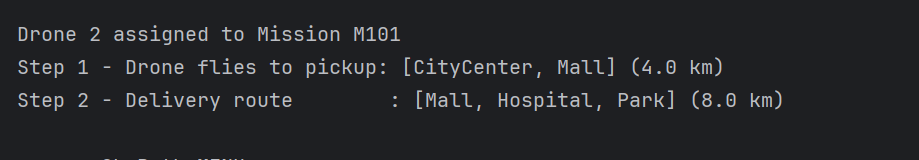 Drone 2 assigned to Mission M101
Step 1 - Drone flies to pickup: [CityCenter, Mall] (4.0 km)
Step 2 - Delivery route        : [Mall, Hospital, Park] (8.0 km)